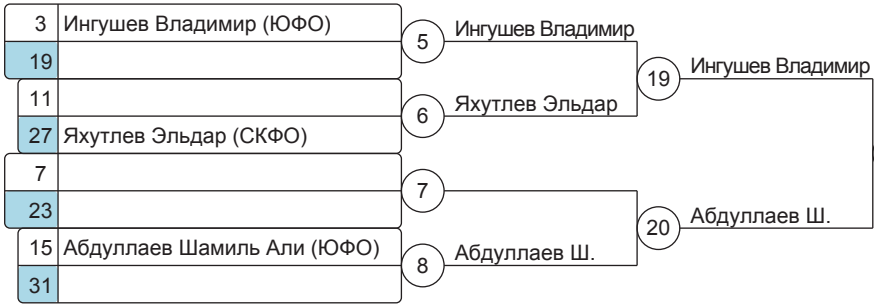 3 Ингушев Владимир (ЮФО)
19
5 Ингушев Владимир
11
27 Яхутлев Эльдар (СКФО)
6 Яхутлев Эльдар
19 Ингушев Владимир
7
23
7
15 Абдуллаев Шамиль Али (ЮФО)
31
8 Абдуллаев Ш.
20 Абдуллаев Ш.